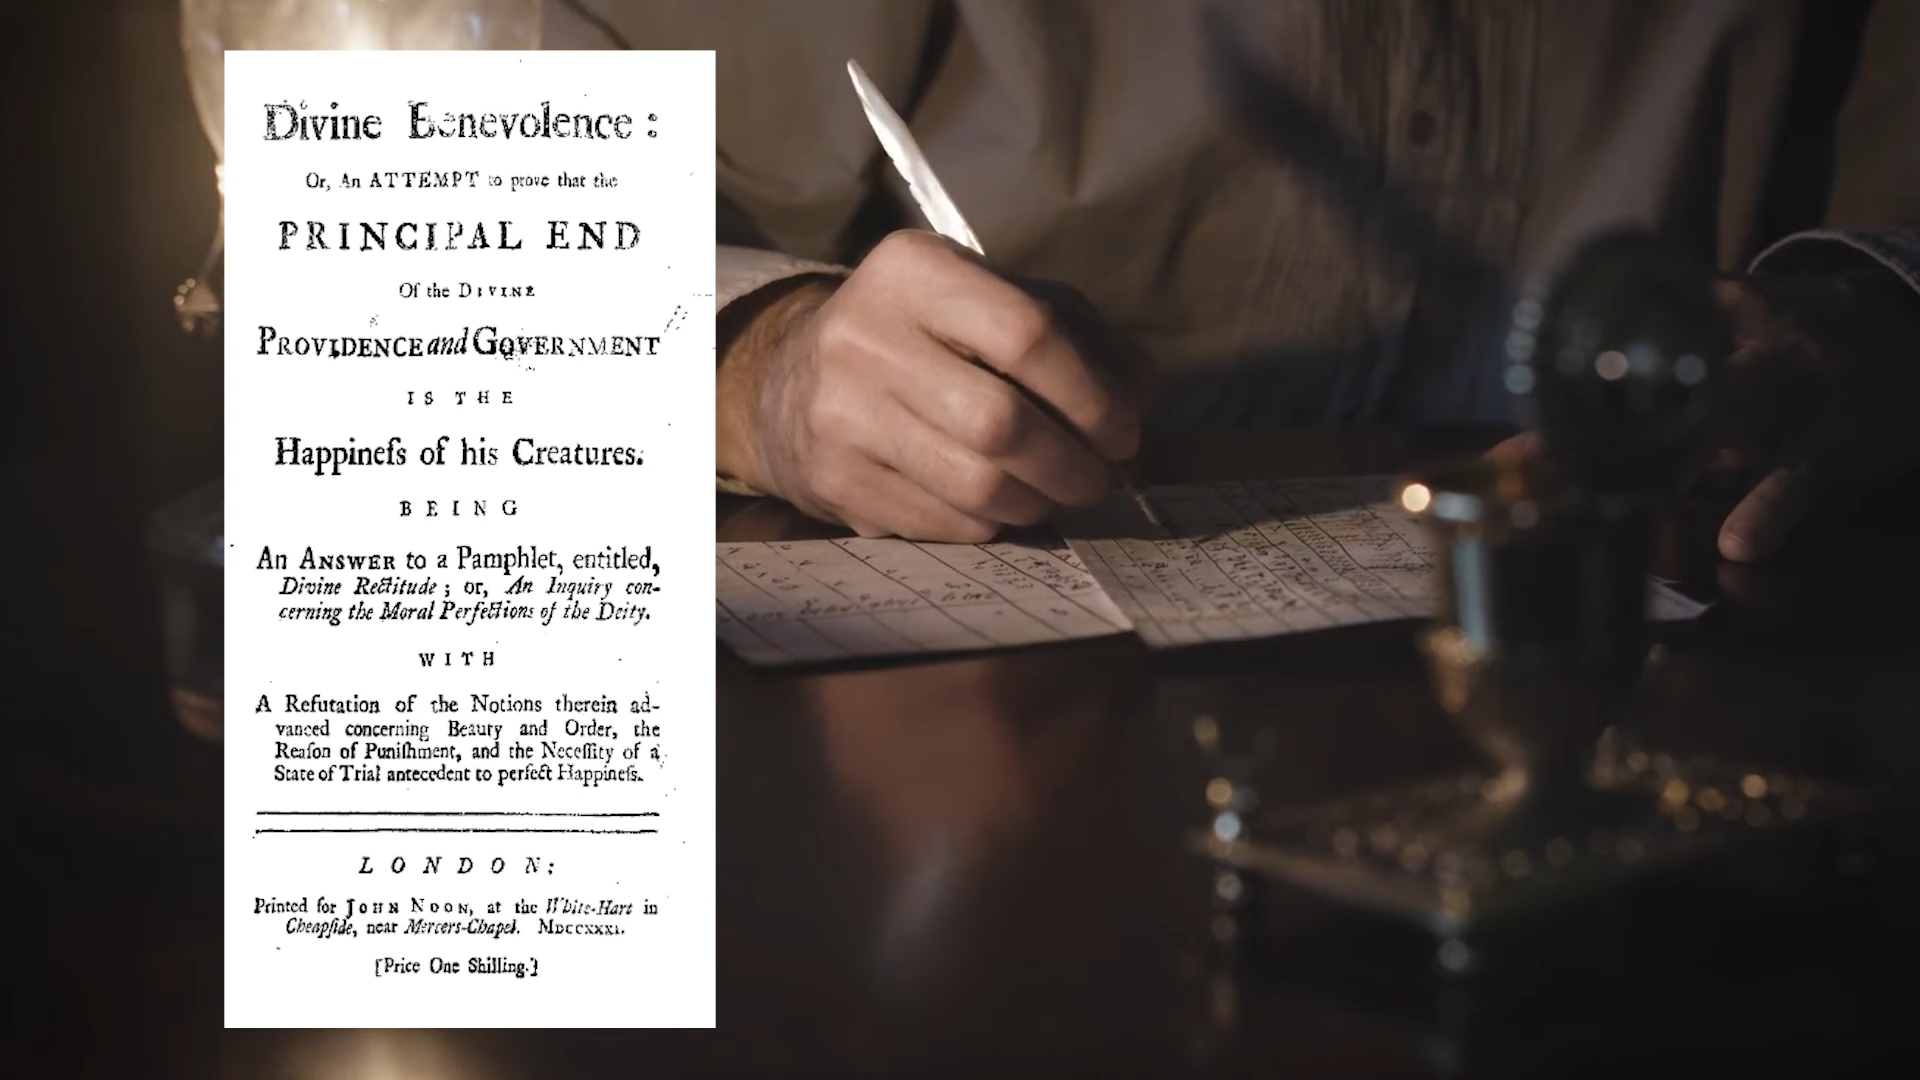 Divine Benevolence:
Or, An ATTEMPT to prove that the
PRINCIPAL END
Of the DIVINE
PROVIDENCE and GOVERNMENT
IS THE
Happineſs of his Creatures.
BEING
An ANSWER to a Pamphlet, entitled,
Divine Rectitude; or, An Inquiry con-
cerning the Moral Perfections of the Deity.
WITH
A Refutation of the Notions therein ad-
vanced concerning Beauty and Order, the
Reaſon of Puniſhment, and the Neceſſity of a
State of Trial antecedent to perfect Happineſs.
LONDON:
Printed for JOHN NOON, at the White-Hart in
Cheapſide, near Mercers-Chapel. MDCCXXXI.
[Price One Shilling.]